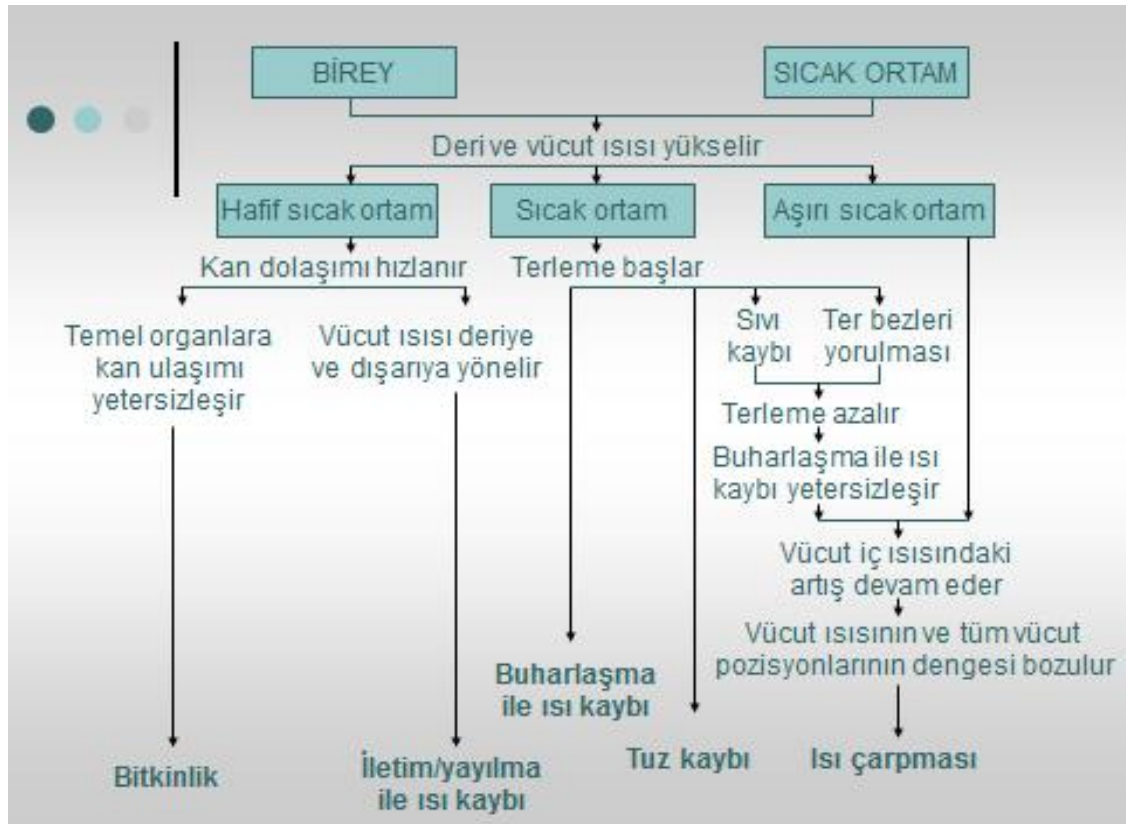 BİREY
SICAK ORTAM
Deri ve vücut ısısı yükselir
Hafif sıcak ortam
Sıcak ortam
Aşırı sıcak ortam
Kan dolaşımı hızlanır
Terleme başlar
Temel organlara
kan ulaşımı
yetersizleşir
Vücut ısısı deriye
ve dışarıya yönelir
Sıvı
kaybı
Ter bezleri
yorulması
Terleme azalır
Buharlaşma ile ısı
kaybı yetersizleşir
Vücut iç ısısındaki
artış devam eder
Vücut ısısının ve tüm vücut
pozisyonlarının dengesi bozulur
Buharlaşma
ile ısı kaybı
Bitkinlik
İletim/yayılma
ile ısı kaybı
Tuz kaybı
Isı çarpması